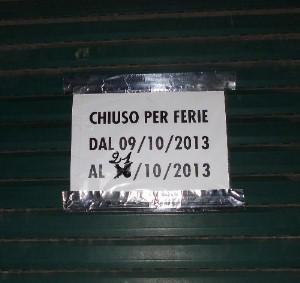 CHIUSO PER FERIE
DAL 09/10/2013
21
AL /10/2013